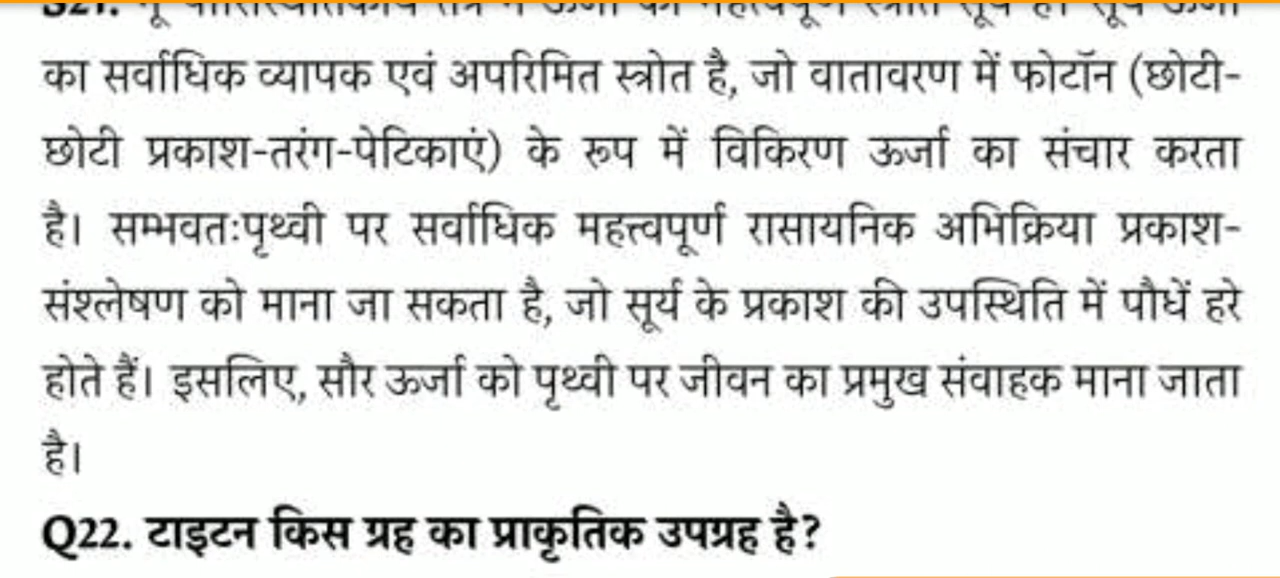 का सर्वाधिक व्यापक एवं अपरिमित स्त्रोत है, जो वातावरण में फोटॉन (छोटी-
छोटी प्रकाश-तरंग-पेटिकाएं) के रूप में विकिरण ऊर्जा का संचार करता
है। सम्भवतःपृथ्वी पर सर्वाधिक महत्त्वपूर्ण रासायनिक अभिक्रिया प्रकाश-
संश्लेषण को माना जा सकता है, जो सूर्य के प्रकाश की उपस्थिति में पौधें हरे
होते हैं। इसलिए, सौर ऊर्जा को पृथ्वी पर जीवन का प्रमुख संवाहक माना जाता
है।
Q22. टाइटन किस ग्रह का प्राकृतिक उपग्रह है?